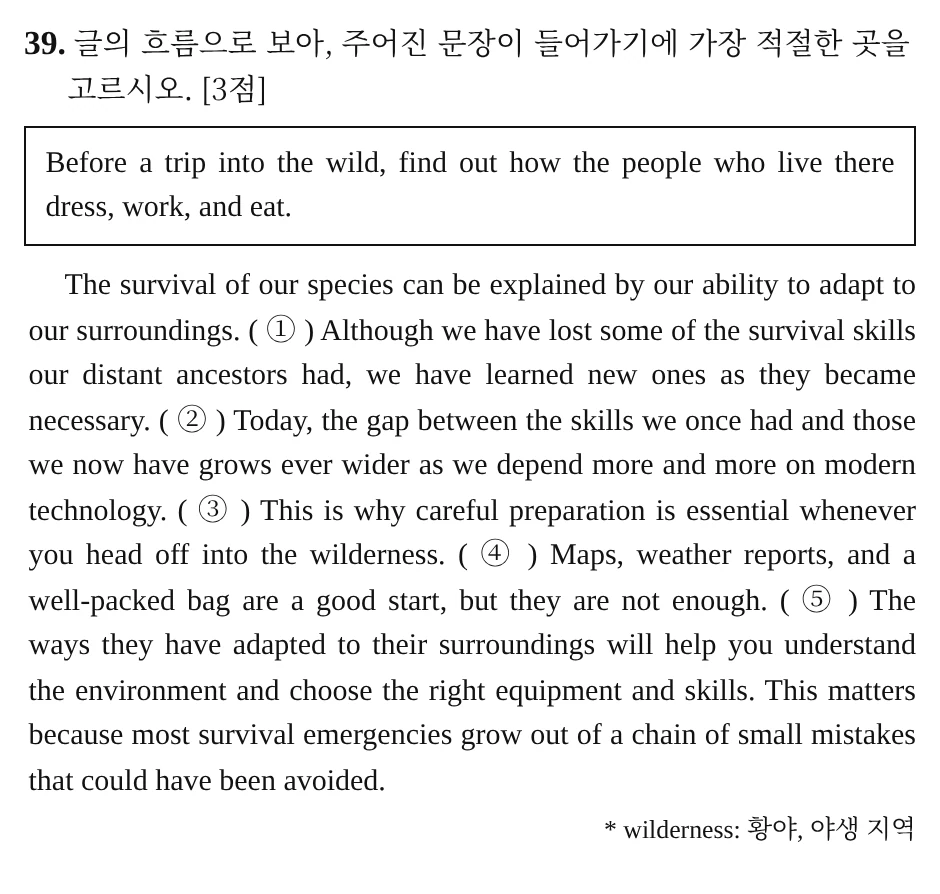 39. 글의 흐름으로 보아, 주어진 문장이 들어가기에 가장 적절한 곳을
고르시오. [3점]
Before a trip into the wild, find out how the people who live there
dress, work, and eat.
The survival of our species can be explained by our ability to adapt to
our surroundings. ( ① ) Although we have lost some of the survival skills
our distant ancestors had, we have learned new ones as they became
necessary. ( ② ) Today, the gap between the skills we once had and those
we now have grows ever wider as we depend more and more on modern
technology. ( ③ ) This is why careful preparation is essential whenever
you head off into the wilderness. ( ④ ) Maps, weather reports, and a
well-packed bag are a good start, but they are not enough. ( ⑤ ) The
ways they have adapted to their surroundings will help you understand
the environment and choose the right equipment and skills. This matters
because most survival emergencies grow out of a chain of small mistakes
that could have been avoided.
* wilderness: 황야, 야생 지역